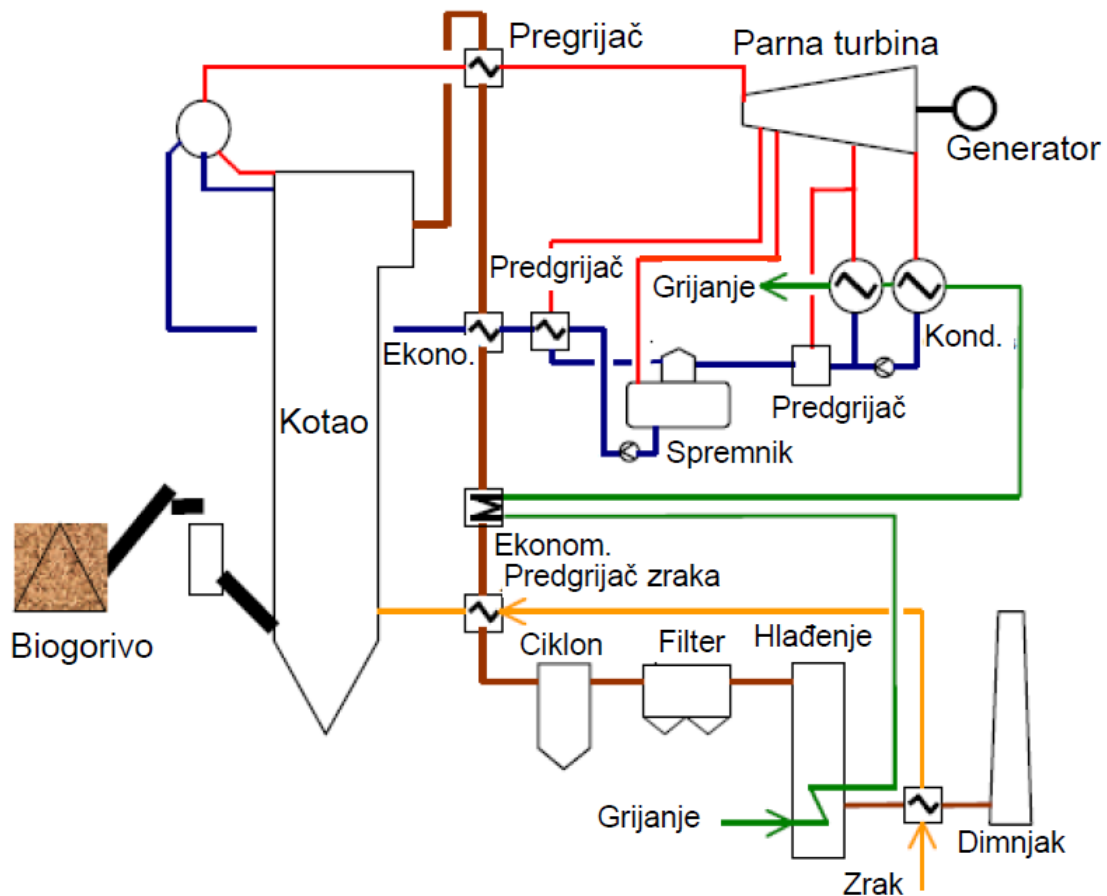 Pregrijač
Parna turbina
Generator
Predgrijač
Grijanje
Ekono.
Kond.
Kotao
Predgrijač
Spremnik
Ekonom.
Predgrijač zraka
Biogorivo
Ciklon
Filter
Hlađenje
Grijanje
Dimnjak
Zrak